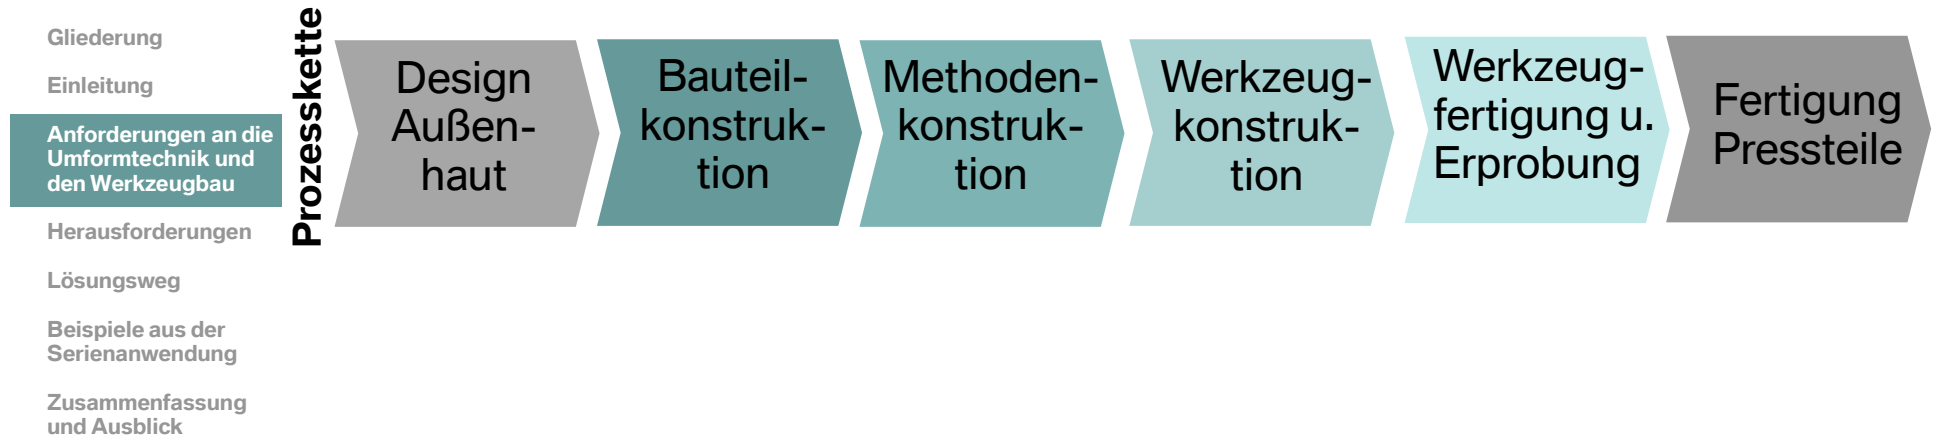 Gliederung
Einleitung
Anforderungen an die
Umformtechnik und
den Werkzeugbau
Herausforderungen
Lösungsweg
Beispiele aus der
Serienanwendung
Zusammenfassung
und Ausblick
Prozesskette
Design
Außen-
haut
Bauteil-
konstruk-
tion
Methoden-
konstruk-
tion
Werkzeug-
konstruk-
tion
Werkzeug-
fertigung u.
Erprobung
Fertigung
Pressteile